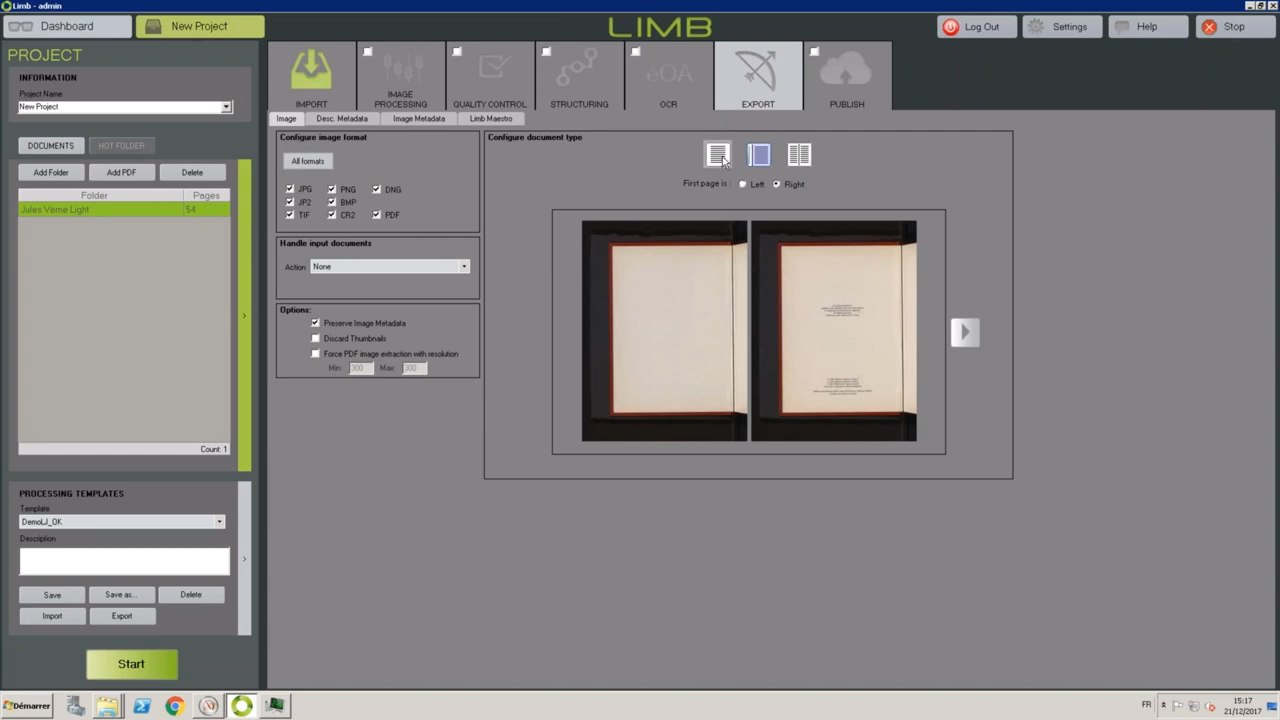 Limb - admin
Dashboard
New Project
LIMB
Log Out
Settings
Help
Stop
PROJECT
INFORMATION
Project Name
New Project
DOCUMENTS
HOT FOLDER
Add Folder
Add PDF
Delete
Folder
Pages
Jules Verne Light
54
Count: 1
PROCESSING TEMPLATES
Template
DemoLJ_OK
Description
Save
Save as...
Delete
Import
Export
Start
IMPORT
IMAGE
PROCESSING
QUALITY CONTROL
STRUCTURING
OCR
EXPORT
PUBLISH
Image
Desc. Metadata
Image Metadata
Limb Maestro
Configure image format
All formats
JPG
PNG
DNG
JP2
BMP
TIF
CR2
PDF
Handle input documents
Action
None
Options:
Preserve Image Metadata
Discard Thumbnails
Force PDF image extraction with resolution
Min:
300
Max:
300
Configure document type
First page is :
Left
Right
Démarrer
FR
15:17
21/12/2017